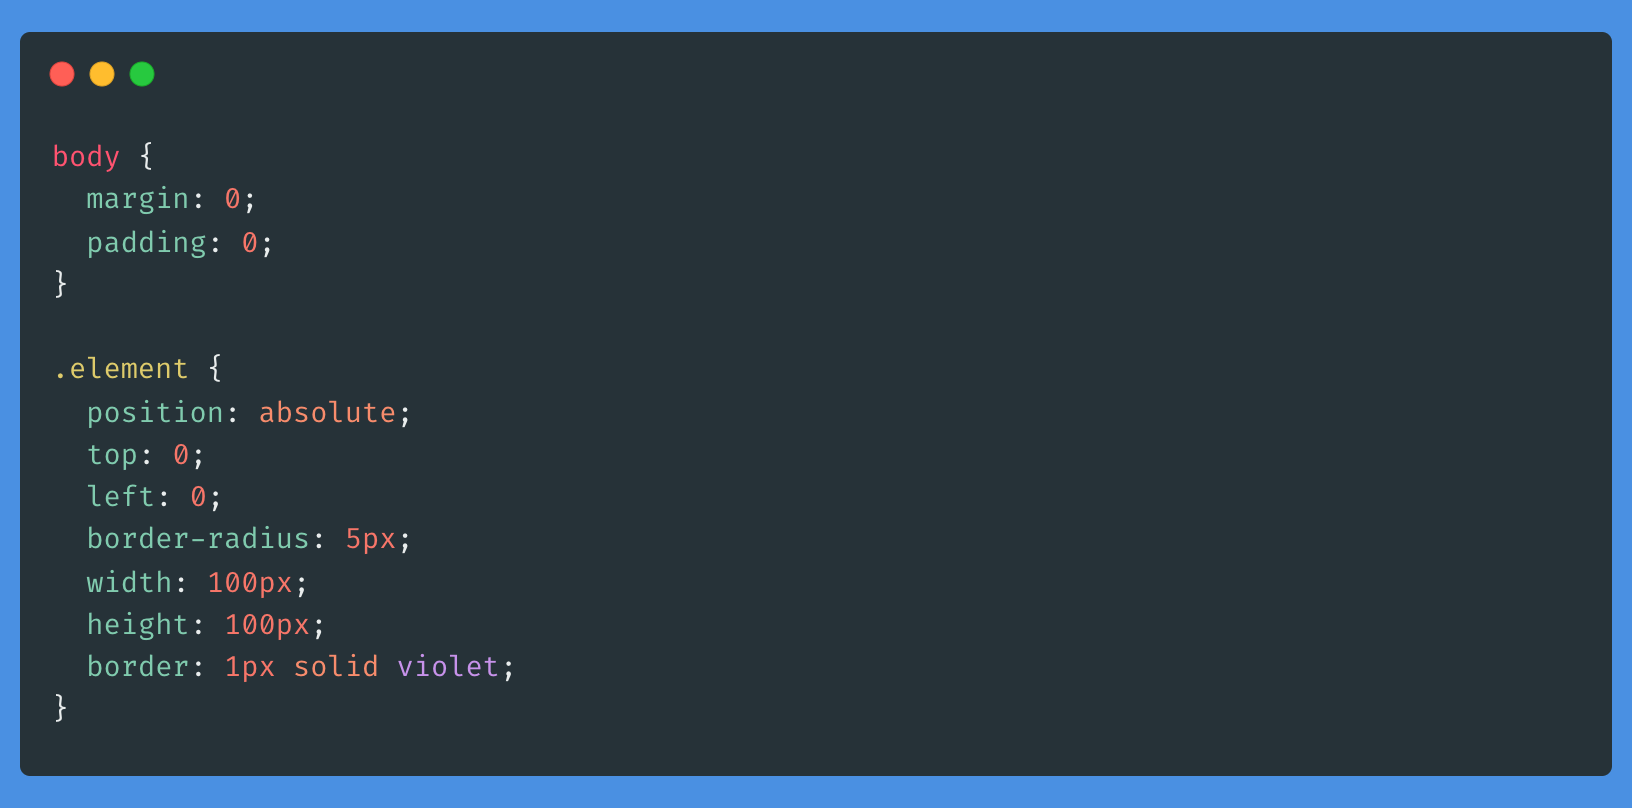 body {
  margin: 0;
  padding: 0;
}

.element {
  position: absolute;
  top: 0;
  left: 0;
  border-radius: 5px;
  width: 100px;
  height: 100px;
  border: 1px solid violet;
}